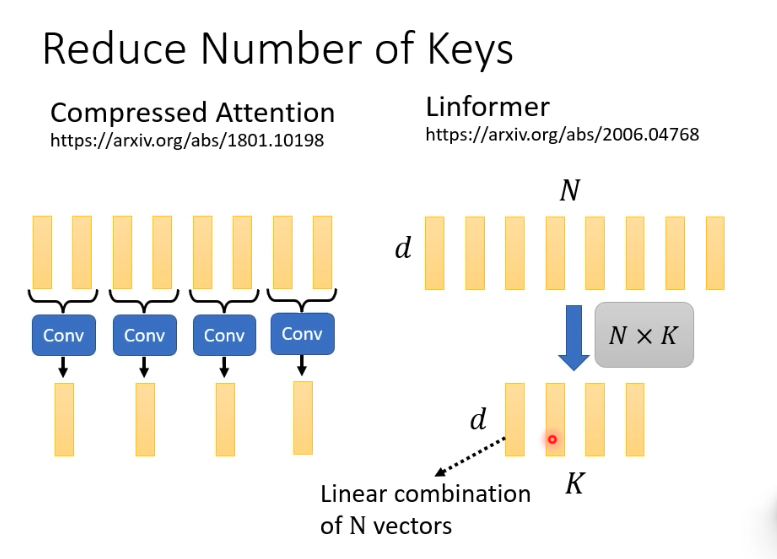 Reduce Number of Keys
Compressed Attention
https://arxiv.org/abs/1801.10198
Linformer
https://arxiv.org/abs/2006.04768
N
d
Conv
Conv
Conv
Conv
N × K
d
K
Linear combination
of N vectors